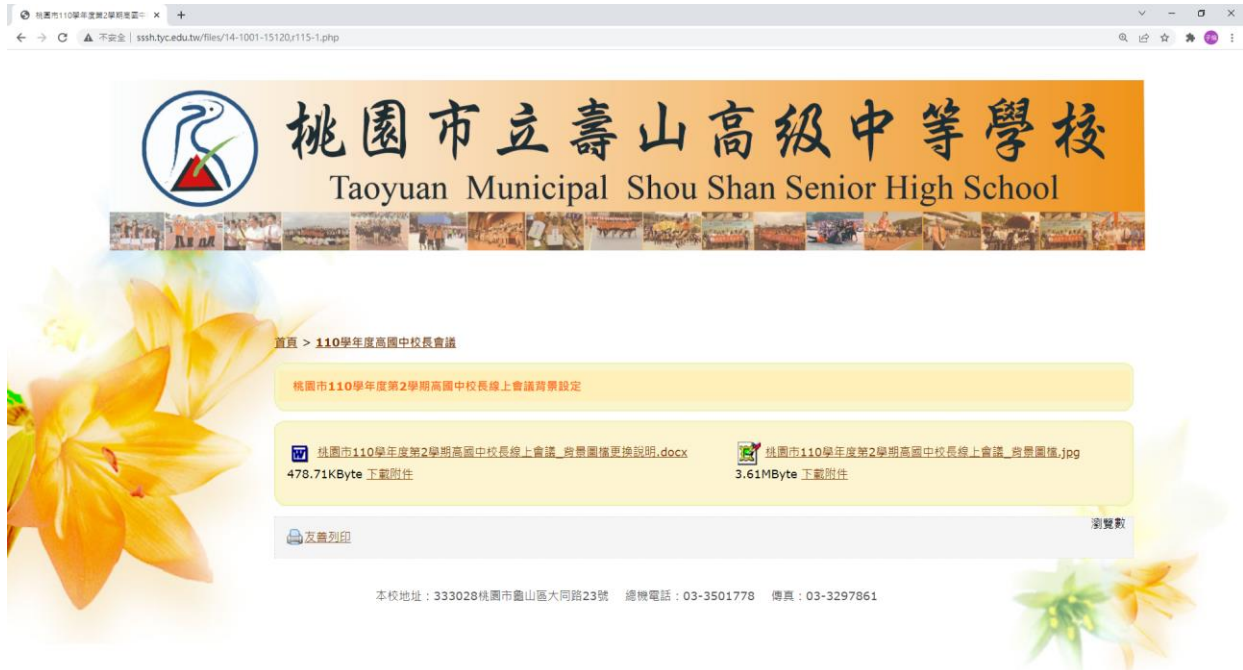 桃園市110學年度第2學期高國中
不安全 | sssh.tyc.edu.tw/files/14-1001-15120,r115-1.php
桃園市立壽山高級中等學校
Taoyuan Municipal Shou Shan Senior High School
首頁 > 110學年度高國中校長會議
桃園市110學年度第2學期高國中校長線上會議背景設定
桃園市110學年度第2學期高國中校長線上會議_背景圖檔更換說明.docx
478.71KByte 下載附件
桃園市110學年度第2學期高國中校長線上會議_背景圖檔.jpg
3.61MByte 下載附件
瀏覽數
友善列印
本校地址：333028桃園市龜山區大同路23號 總機電話：03-3501778 傳真：03-3297861